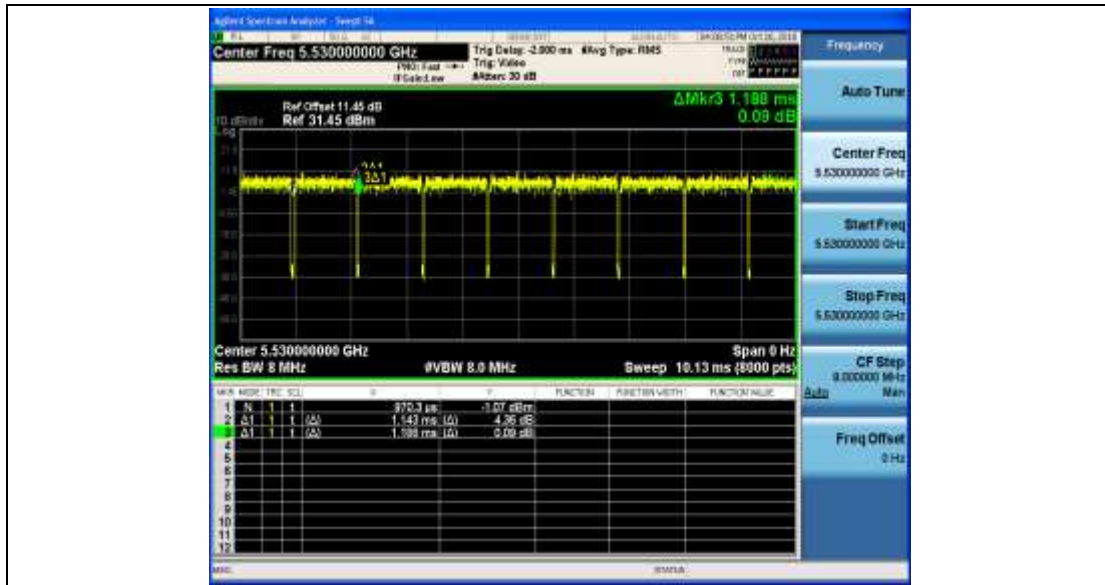 Agilent Spectrum Analyzer - Swept SA
Center Freq 5.530000000 GHz
PNO: Fast
IFGain:Low
Trig Delay: -2.000 ms
#Avg Type: RMS
Trig: Video
#Atten: 30 dB
TRACE
TYPE
DET P P P P P P
Frequency
Auto Tune
Center Freq
5.530000000 GHz
Start Freq
5.530000000 GHz
Stop Freq
5.530000000 GHz
CF Step
8.000000 MHz
Auto Man
Freq Offset
0 Hz
ΔMkr3 1.188 ms
0.09 dB
Ref Offset 11.45 dB
10 dB/div Ref 31.45 dBm
Log
3Δ1
Center 5.530000000 GHz
Span 0 Hz
Res BW 8 MHz
#VBW 8.0 MHz
Sweep 10.13 ms (8000 pts)
MKR MODE TRC SCL X Y FUNCTION FUNCTION WIDTH FUNCTION VALUE
1 N 1 t 970.3 µs -1.07 dBm
2 Δ1 1 t (Δ) 1.143 ms (Δ) 4.36 dB
3 Δ1 1 t (Δ) 1.188 ms (Δ) 0.09 dB
4
5
6
7
8
9
10
11
12
MSG
STATUS